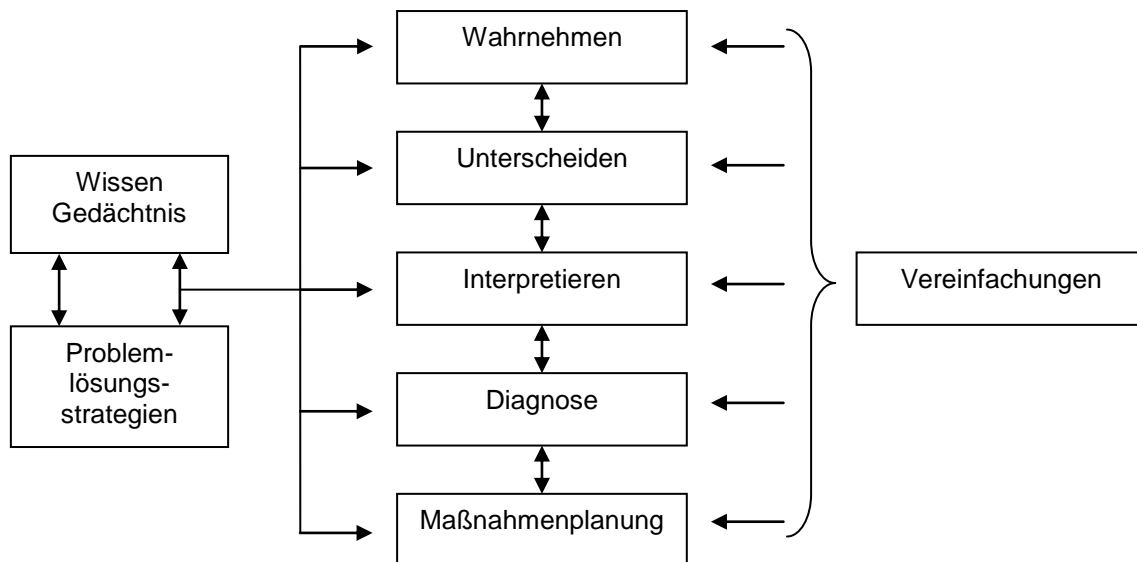 Wahrnehmen
Unterscheiden
Wissen
Gedächtnis
Interpretieren
Vereinfachungen
Problem-
lösungs-
strategien
Diagnose
Maßnahmenplanung